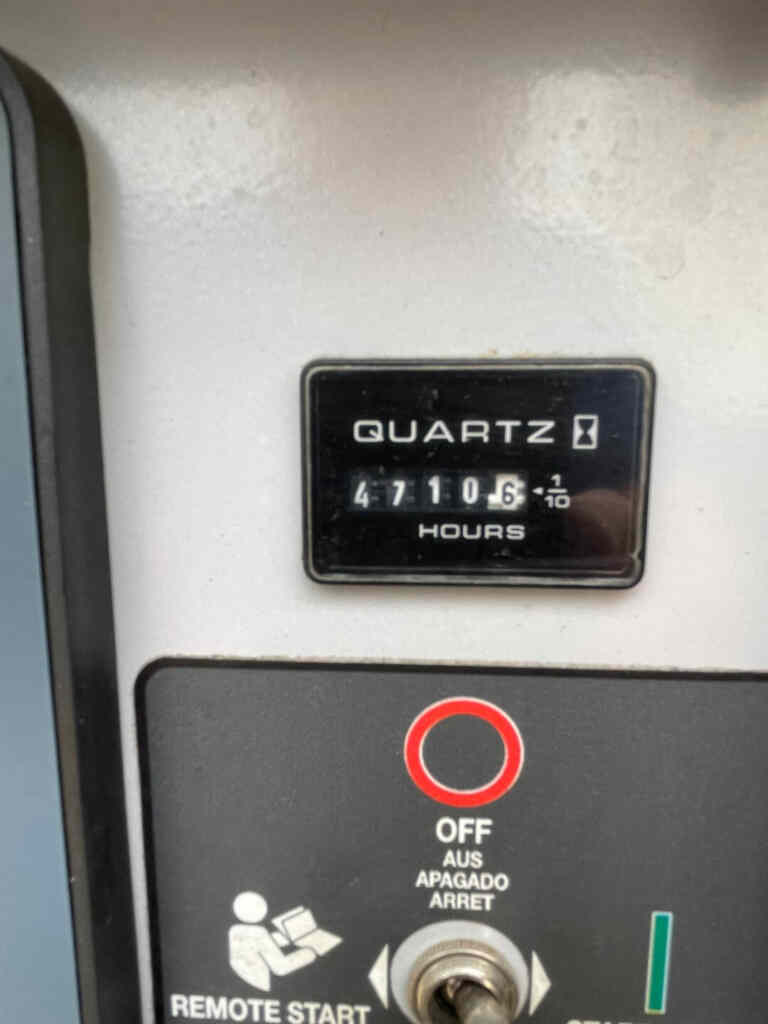 QUARTZ
47106 1/10
HOURS
OFF
AUS
APAGADO
ARRET
REMOTE START